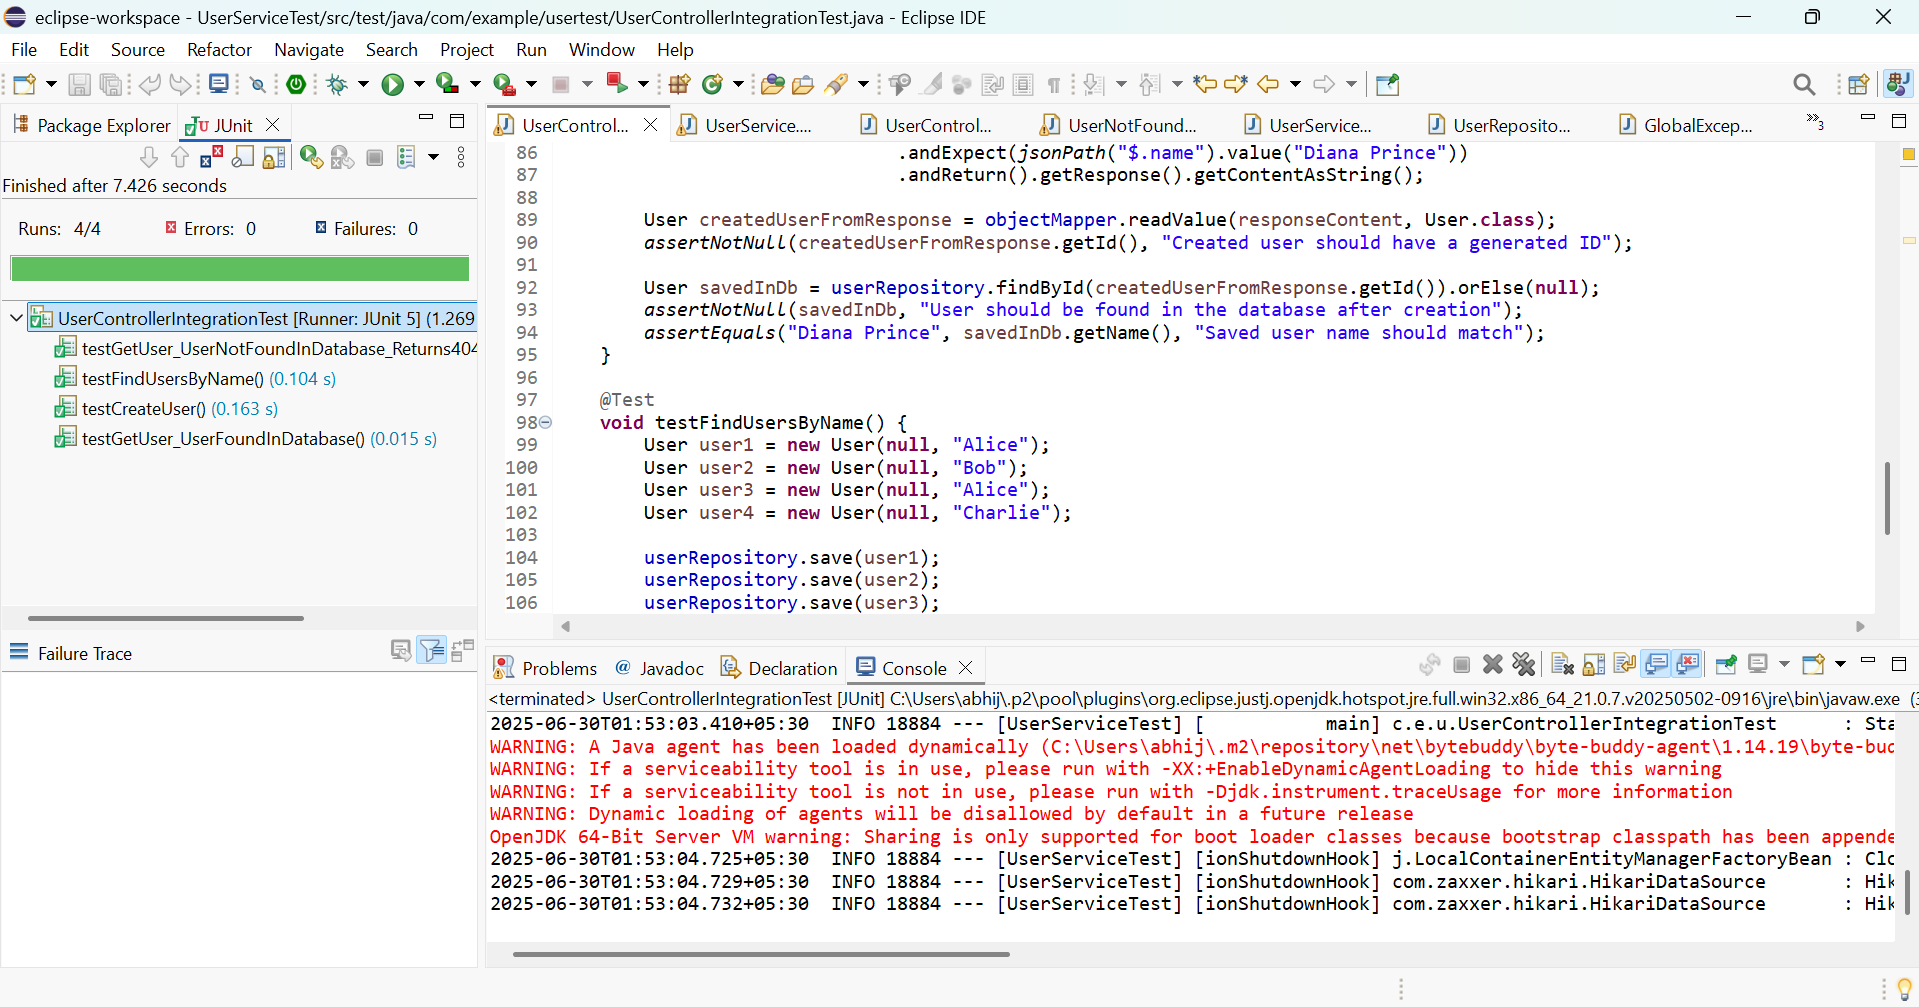 eclipse-workspace - UserServiceTest/src/test/java/com/example/usertest/UserControllerIntegrationTest.java - Eclipse IDE
File Edit Source Refactor Navigate Search Project Run Window Help
Package Explorer JUnit
Finished after 7.426 seconds
Runs: 4/4 Errors: 0 Failures: 0
UserControllerIntegrationTest [Runner: JUnit 5] (1.269
testGetUser_UserNotFoundInDatabase_Returns404
testFindUsersByName() (0.104 s)
testCreateUser() (0.163 s)
testGetUser_UserFoundInDatabase() (0.015 s)
Failure Trace
UserControl... UserService.... UserControl... UserNotFound... UserService... UserReposito... GlobalExcep... »3
86 .andExpect(jsonPath("$.name").value("Diana Prince"))
87 .andReturn().getResponse().getContentAsString();
88
89 User createdUserFromResponse = objectMapper.readValue(responseContent, User.class);
90 assertNotNull(createdUserFromResponse.getId(), "Created user should have a generated ID");
91
92 User savedInDb = userRepository.findById(createdUserFromResponse.getId()).orElse(null);
93 assertNotNull(savedInDb, "User should be found in the database after creation");
94 assertEquals("Diana Prince", savedInDb.getName(), "Saved user name should match");
95 }
96
97 @Test
98 void testFindUsersByName() {
99 User user1 = new User(null, "Alice");
100 User user2 = new User(null, "Bob");
101 User user3 = new User(null, "Alice");
102 User user4 = new User(null, "Charlie");
103
104 userRepository.save(user1);
105 userRepository.save(user2);
106 userRepository.save(user3);
Problems Javadoc Declaration Console
<terminated> UserControllerIntegrationTest [JUnit] C:\Users\abhij\.p2\pool\plugins\org.eclipse.justj.openjdk.hotspot.jre.full.win32.x86_64_21.0.7.v20250502-0916\jre\bin\javaw.exe (3
2025-06-30T01:53:03.410+05:30 INFO 18884 --- [UserServiceTest] [ main] c.e.u.UserControllerIntegrationTest : Sta
WARNING: A Java agent has been loaded dynamically (C:\Users\abhij\.m2\repository\net\bytebuddy\byte-buddy-agent\1.14.19\byte-bud
WARNING: If a serviceability tool is in use, please run with -XX:+EnableDynamicAgentLoading to hide this warning
WARNING: If a serviceability tool is not in use, please run with -Djdk.instrument.traceUsage for more information
WARNING: Dynamic loading of agents will be disallowed by default in a future release
OpenJDK 64-Bit Server VM warning: Sharing is only supported for boot loader classes because bootstrap classpath has been appende
2025-06-30T01:53:04.725+05:30 INFO 18884 --- [UserServiceTest] [ionShutdownHook] j.LocalContainerEntityManagerFactoryBean : Clo
2025-06-30T01:53:04.729+05:30 INFO 18884 --- [UserServiceTest] [ionShutdownHook] com.zaxxer.hikari.HikariDataSource : Hik
2025-06-30T01:53:04.732+05:30 INFO 18884 --- [UserServiceTest] [ionShutdownHook] com.zaxxer.hikari.HikariDataSource : Hik